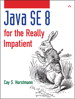 Java SE 8
for the Really
Impatient
Cay S. Horstmann